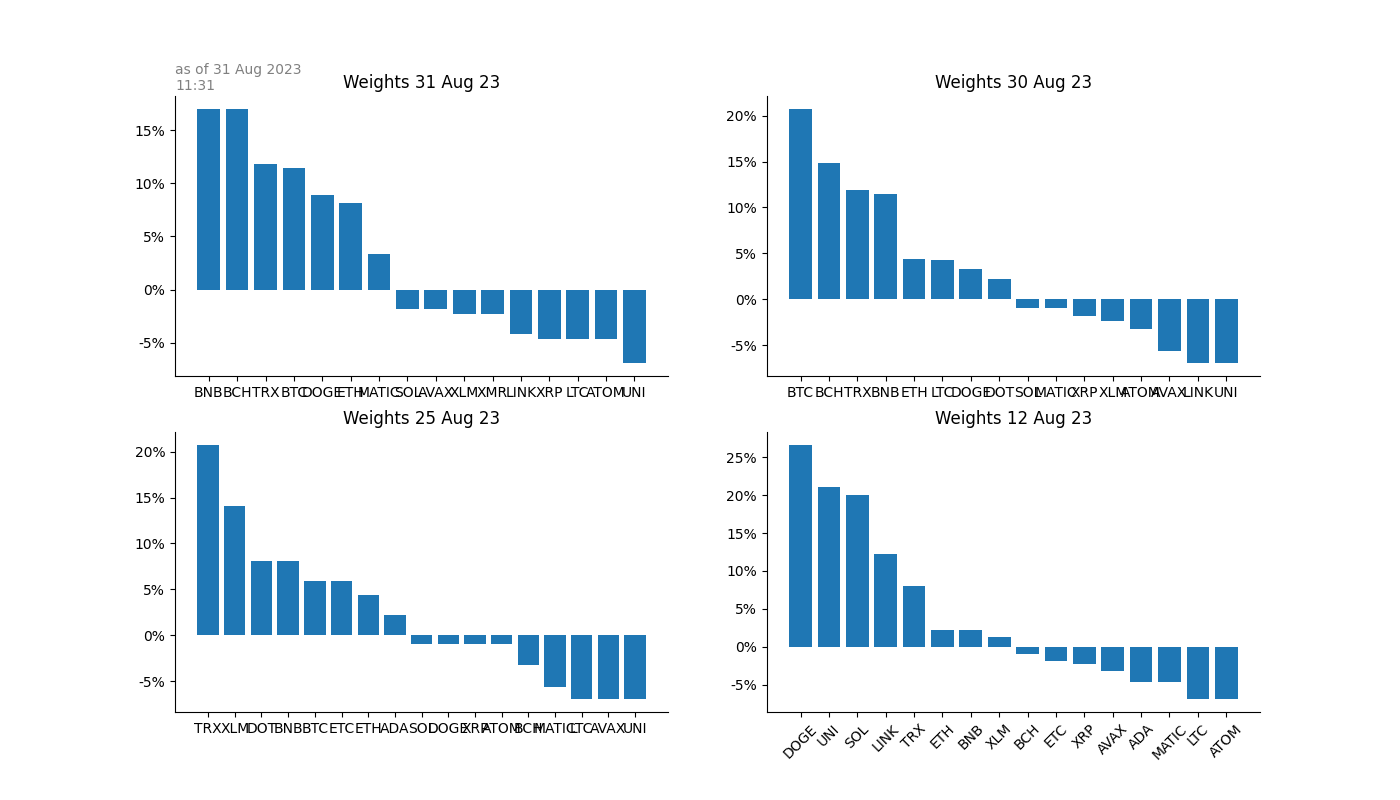 as of 31 Aug 2023
11:31
Weights 31 Aug 23
15%
10%
5%
0%
-5%
BNB BCH TRX BTC DOGE ETH MATIC SOL AVAX XLM XMR LINK XRP LTC ATOM UNI
Weights 30 Aug 23
20%
15%
10%
5%
0%
-5%
BTC BCH TRX BNB ETH LTC DOGE DOT SOL MATIC XRP XLM ATOM AVAX LINK UNI
Weights 25 Aug 23
20%
15%
10%
5%
0%
-5%
TRX XLM DOT BNB BTC ETC ETH ADA SOL DOGE XRP ATOM BCH MATIC LTC AVAX UNI
Weights 12 Aug 23
25%
20%
15%
10%
5%
0%
-5%
DOGE UNI SOL LINK TRX ETH BNB XLM BCH ETC XRP AVAX ADA MATIC LTC ATOM